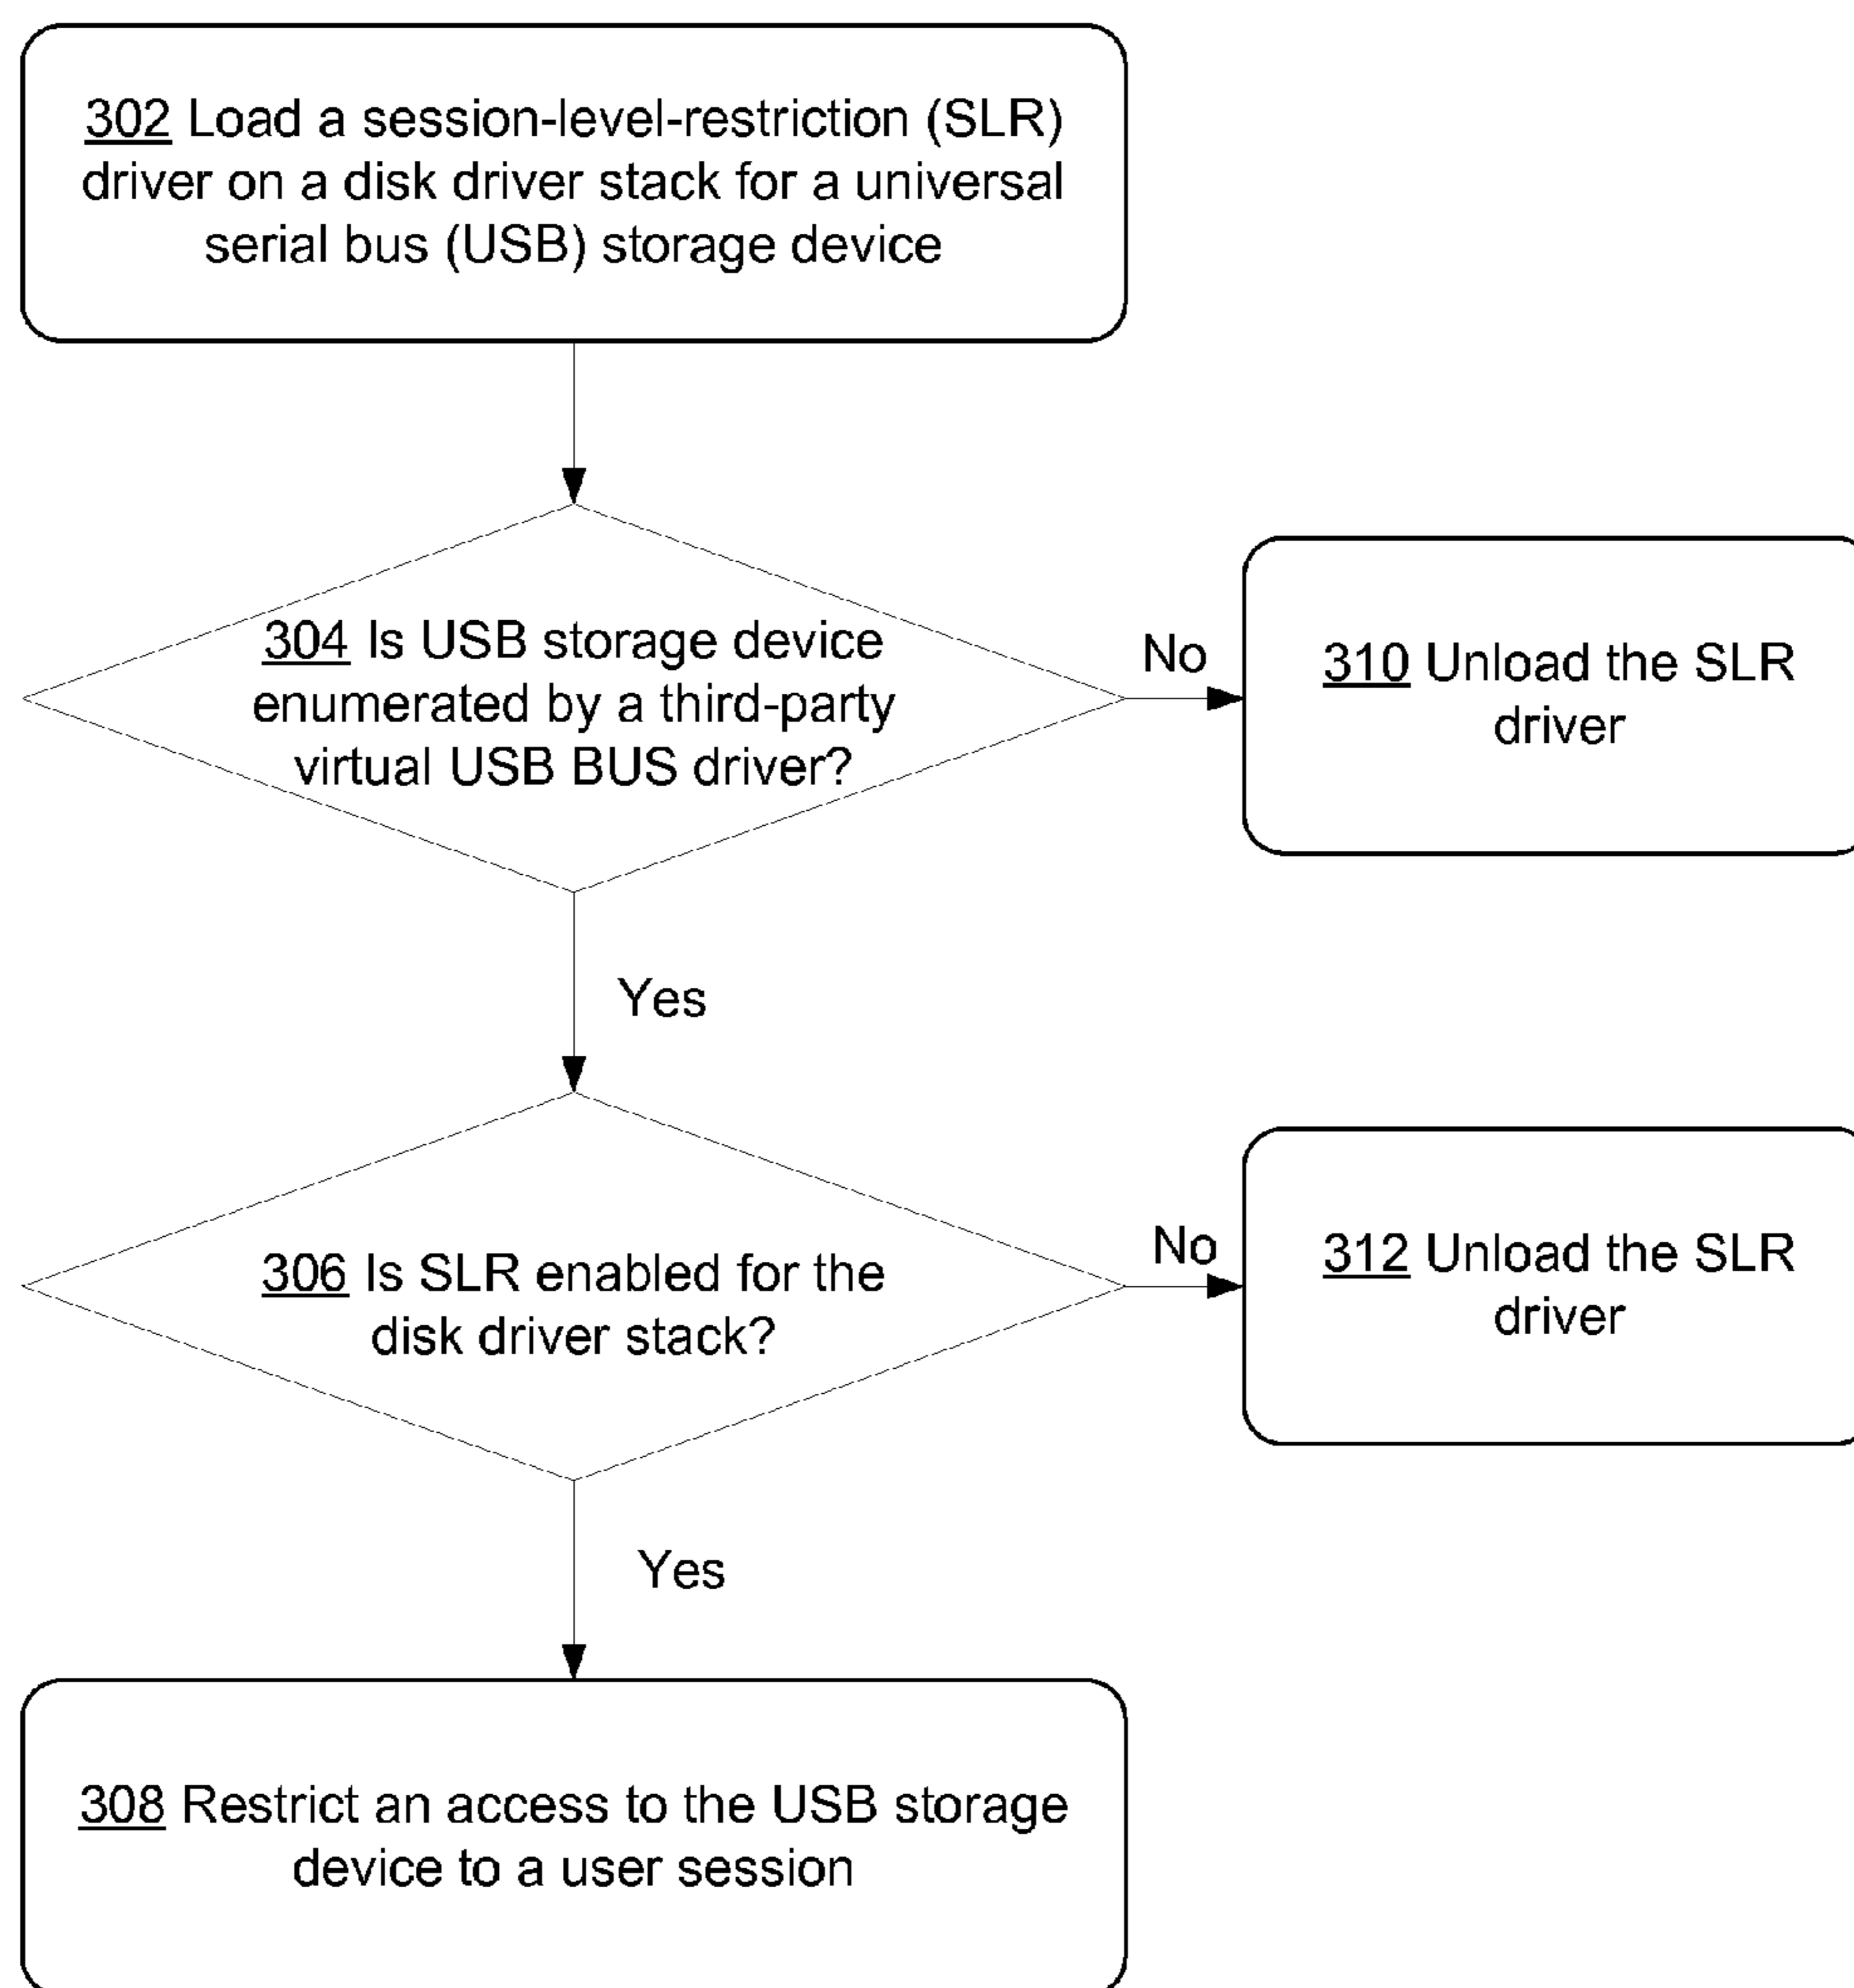 302 Load a session-level-restriction (SLR)
driver on a disk driver stack for a universal
serial bus (USB) storage device
304 Is USB storage device
enumerated by a third-party
virtual USB BUS driver?
No
310 Unload the SLR
driver
Yes
306 Is SLR enabled for the
disk driver stack?
No
312 Unload the SLR
driver
Yes
308 Restrict an access to the USB storage
device to a user session